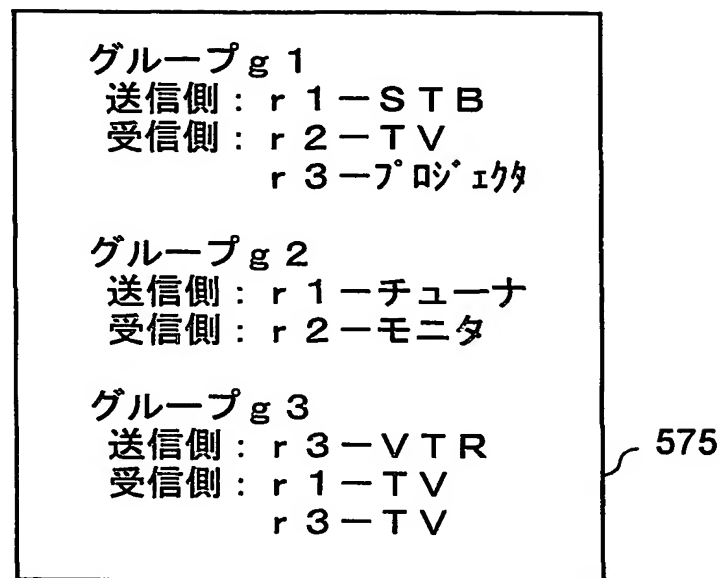 グループｇ１
送信側：ｒ１－ＳＴＢ
受信側：ｒ２－ＴＶ
ｒ３－ﾌﾟﾛｼﾞｪｸﾀ
グループｇ２
送信側：ｒ１－チューナ
受信側：ｒ２－モニタ
グループｇ３
送信側：ｒ３－ＶＴＲ
受信側：ｒ１－ＴＶ
ｒ３－ＴＶ
575